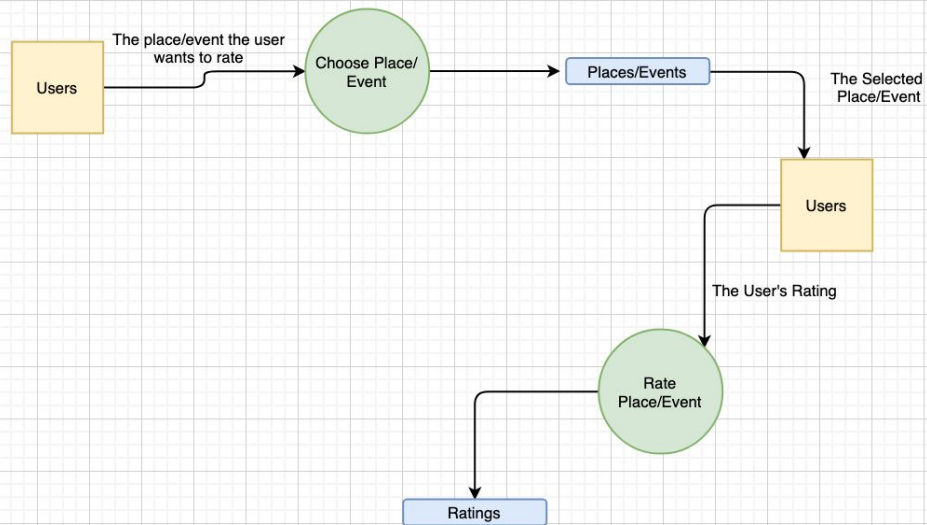 The place/event the user
wants to rate
Users
Choose Place/
Event
Places/Events
The Selected
Place/Event
Users
The User's Rating
Rate
Place/Event
Ratings